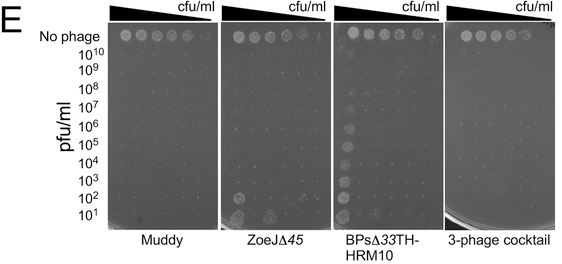 E
cfu/ml cfu/ml cfu/ml cfu/ml
No phage
10¹⁰
10⁹
10⁸
10⁷
10⁶
10⁵
10⁴
10³
10²
10¹
pfu/ml
Muddy ZoeJΔ45 BPsΔ33TH- 3-phage cocktail
HRM10